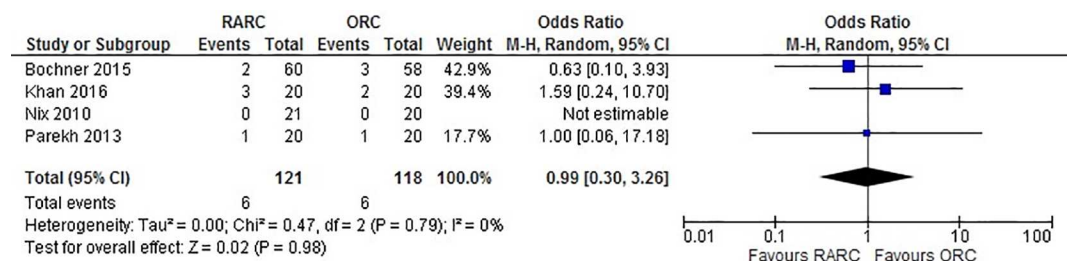 RARC ORC Odds Ratio Odds Ratio
Study or Subgroup Events Total Events Total Weight M-H, Random, 95% CI M-H, Random, 95% CI
Bochner 2015 2 60 3 58 42.9% 0.63 [0.10, 3.93]
Khan 2016 3 20 2 20 39.4% 1.59 [0.24, 10.70]
Nix 2010 0 21 0 20 Not estimable
Parekh 2013 1 20 1 20 17.7% 1.00 [0.06, 17.18]
Total (95% CI) 121 118 100.0% 0.99 [0.30, 3.26]
Total events 6 6
Heterogeneity: Tau² = 0.00; Chi² = 0.47, df = 2 (P = 0.79); I² = 0%
Test for overall effect: Z = 0.02 (P = 0.98)
0.01 0.1 1 10 100
Favours RARC Favours ORC